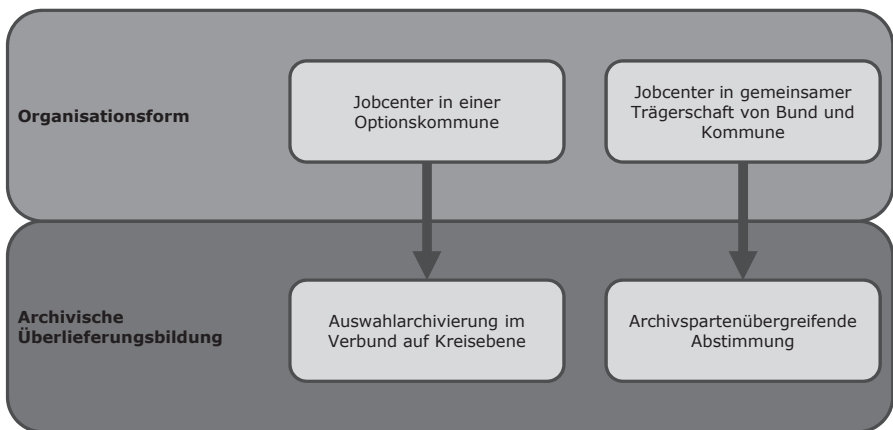 Organisationsform
Jobcenter in einer
Optionskommune
Jobcenter in gemeinsamer
Trägerschaft von Bund und
Kommune
Archivische
Überlieferungsbildung
Auswahlarchivierung im
Verbund auf Kreisebene
Archivspartenübergreifende
Abstimmung